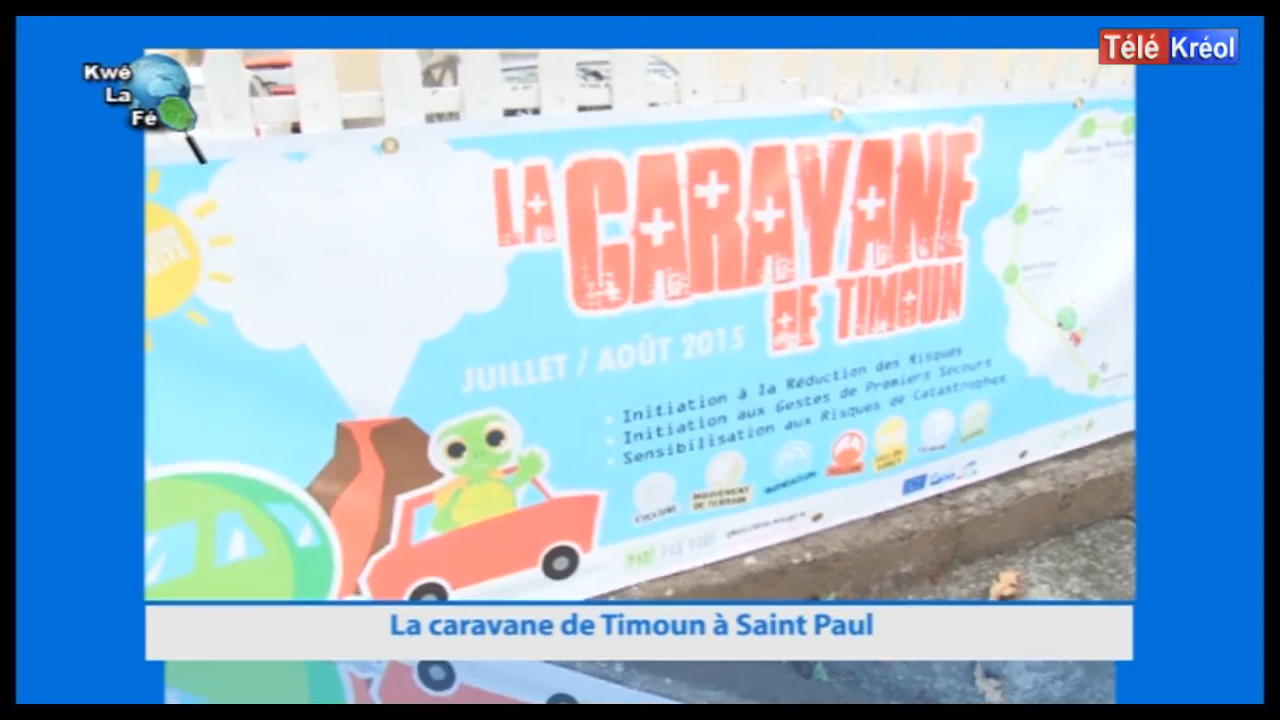 Kwé
La
Fé
Télé Kréol
LA CARAVANE
DE TIMOUN
JUILLET / AOÛT 2015
Initiation à la Réduction des Risques
Initiation aux Gestes de Premiers Secours
Sensibilisation aux Risques de Catastrophes
CYCLONE
MOUVEMENT
DE TERRAIN
INONDATION
La caravane de Timoun à Saint Paul